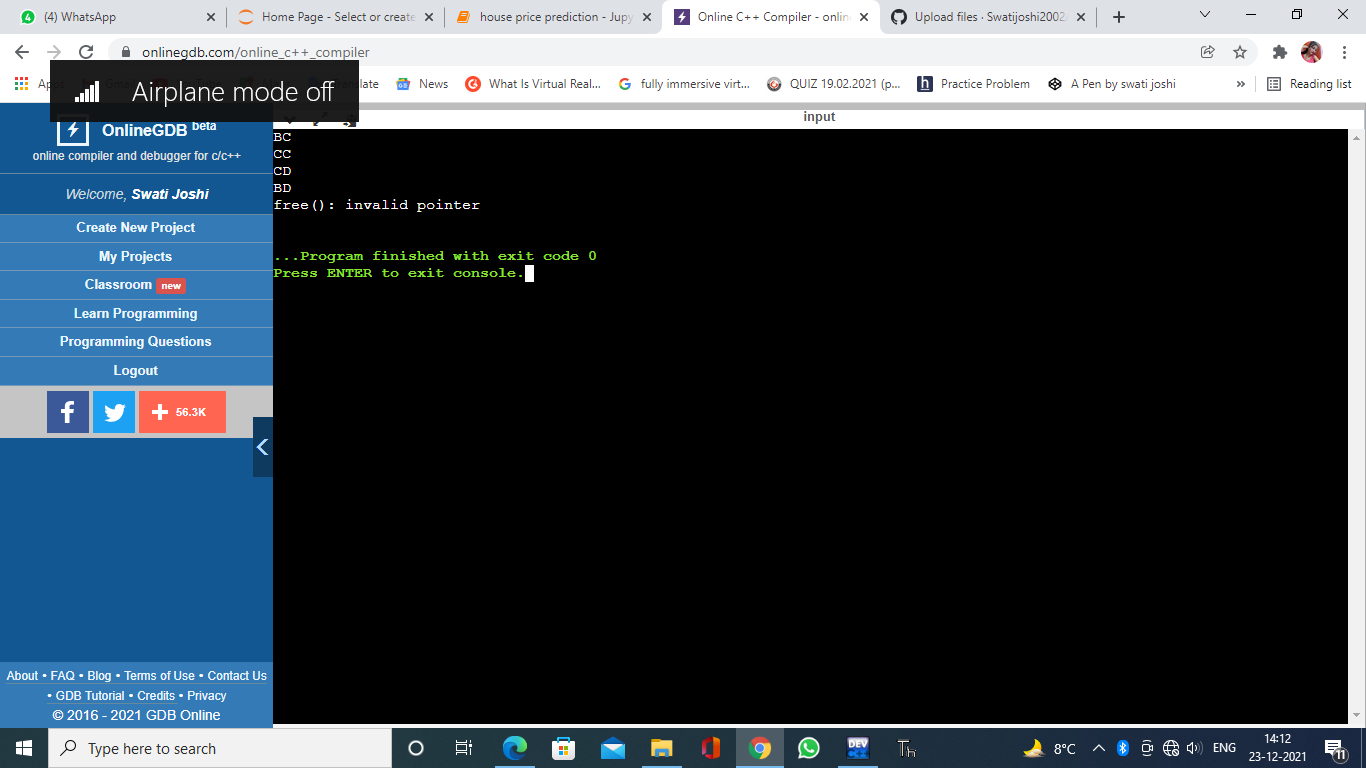 (4) WhatsApp
Home Page - Select or create
house price prediction - Jupy
Online C++ Compiler - onlin
Upload files · Swatijoshi2002
onlinegdb.com/online_c++_compiler
News
What Is Virtual Real...
fully immersive virt...
QUIZ 19.02.2021 (p...
Practice Problem
A Pen by swati joshi
»
Reading list
Airplane mode off
OnlineGDB beta
online compiler and debugger for c/c++
Welcome, Swati Joshi
Create New Project
My Projects
Classroom new
Learn Programming
Programming Questions
Logout
56.3K
input
BC
CC
CD
BD
free(): invalid pointer
...Program finished with exit code 0
Press ENTER to exit console.
About • FAQ • Blog • Terms of Use • Contact Us
• GDB Tutorial • Credits • Privacy
© 2016 - 2021 GDB Online
Type here to search
DEV
8°C
ENG
14:12
23-12-2021
11